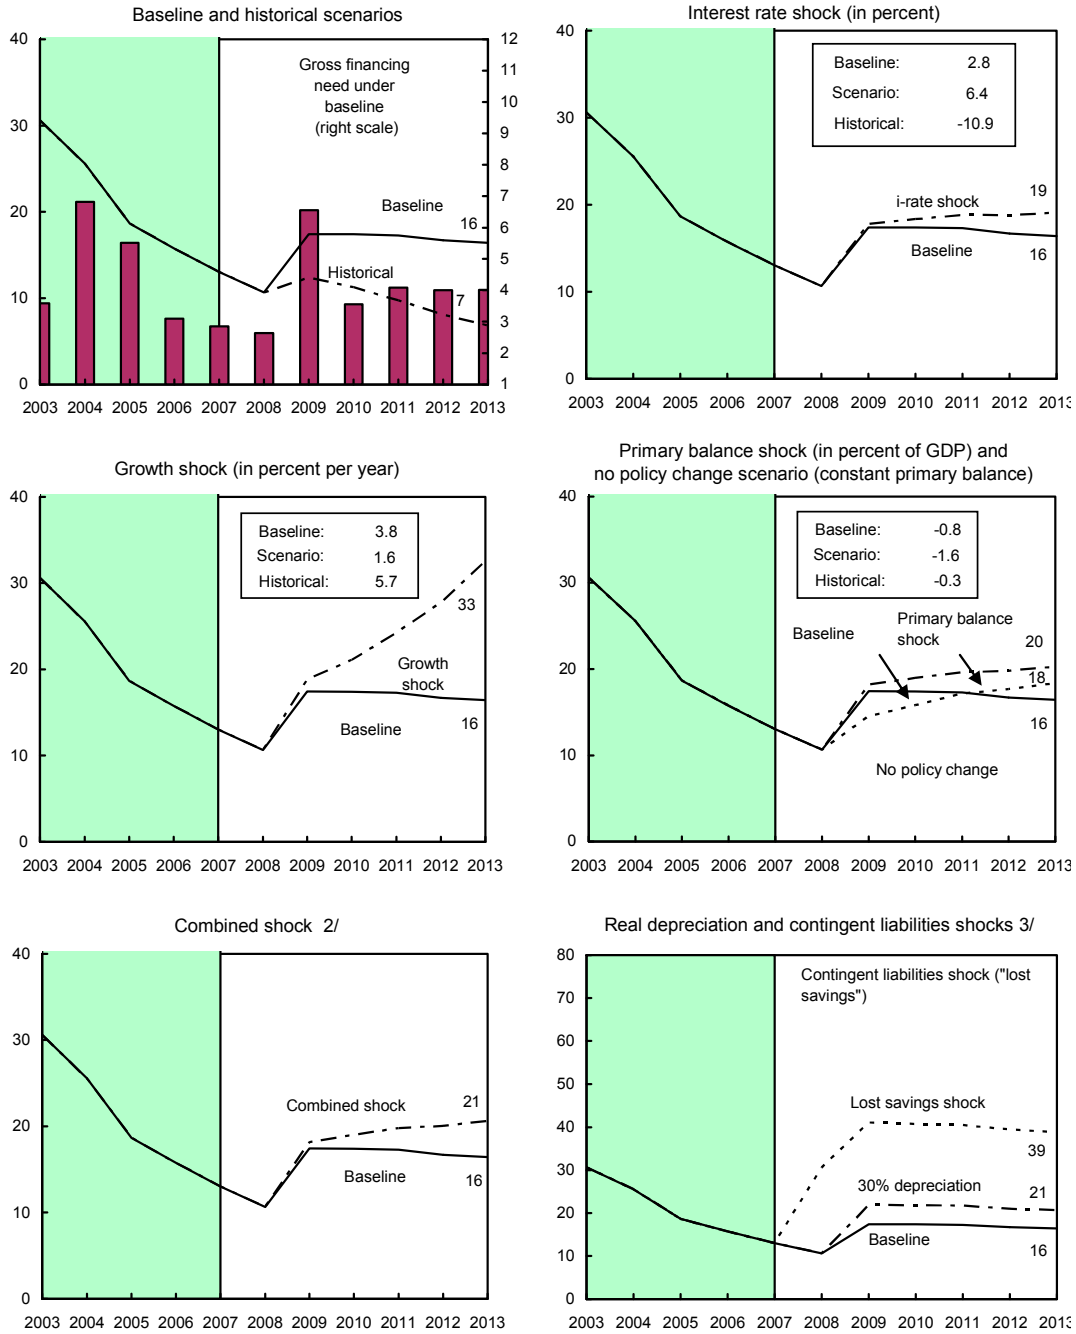 Baseline and historical scenarios
40
30
20
10
0
12
11
10
9
8
7
6
5
4
3
2
1
Gross financing
need under
baseline
(right scale)
Baseline
16
Historical
7
2003 2004 2005 2006 2007 2008 2009 2010 2011 2012 2013
Interest rate shock (in percent)
40
30
20
10
0
Baseline: 2.8
Scenario: 6.4
Historical: -10.9
19
i-rate shock
Baseline
16
2003 2004 2005 2006 2007 2008 2009 2010 2011 2012 2013
Growth shock (in percent per year)
40
30
20
10
0
Baseline: 3.8
Scenario: 1.6
Historical: 5.7
33
Growth
shock
Baseline
16
2003 2004 2005 2006 2007 2008 2009 2010 2011 2012 2013
Primary balance shock (in percent of GDP) and
no policy change scenario (constant primary balance)
40
30
20
10
0
Baseline: -0.8
Scenario: -1.6
Historical: -0.3
Baseline
Primary balance
shock
20
18
16
No policy change
2003 2004 2005 2006 2007 2008 2009 2010 2011 2012 2013
Combined shock 2/
40
30
20
10
0
21
Combined shock
Baseline
16
2003 2004 2005 2006 2007 2008 2009 2010 2011 2012 2013
Real depreciation and contingent liabilities shocks 3/
80
70
60
50
40
30
20
10
0
Contingent liabilities shock ("lost
savings")
Lost savings shock
39
30% depreciation
21
Baseline
16
2003 2004 2005 2006 2007 2008 2009 2010 2011 2012 2013